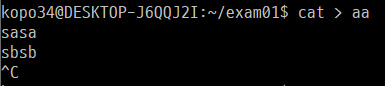 kopo34@DESKTOP-J6QQJ2I:~/exam01$ cat > aa
sasa
sbsb
^C